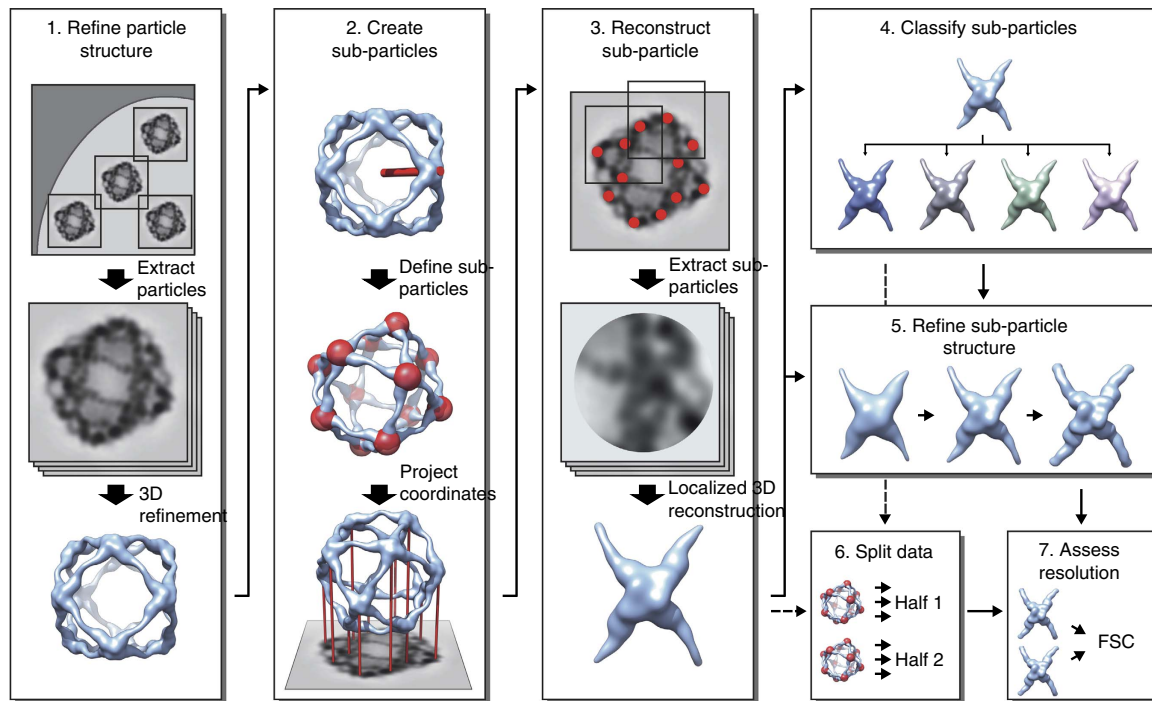 1. Refine particle
structure
Extract
particles
3D
refinement
2. Create
sub-particles
Define sub-
particles
Project
coordinates
3. Reconstruct
sub-particle
Extract sub-
particles
Localized 3D
reconstruction
4. Classify sub-particles
5. Refine sub-particle
structure
6. Split data
Half 1
Half 2
7. Assess
resolution
FSC